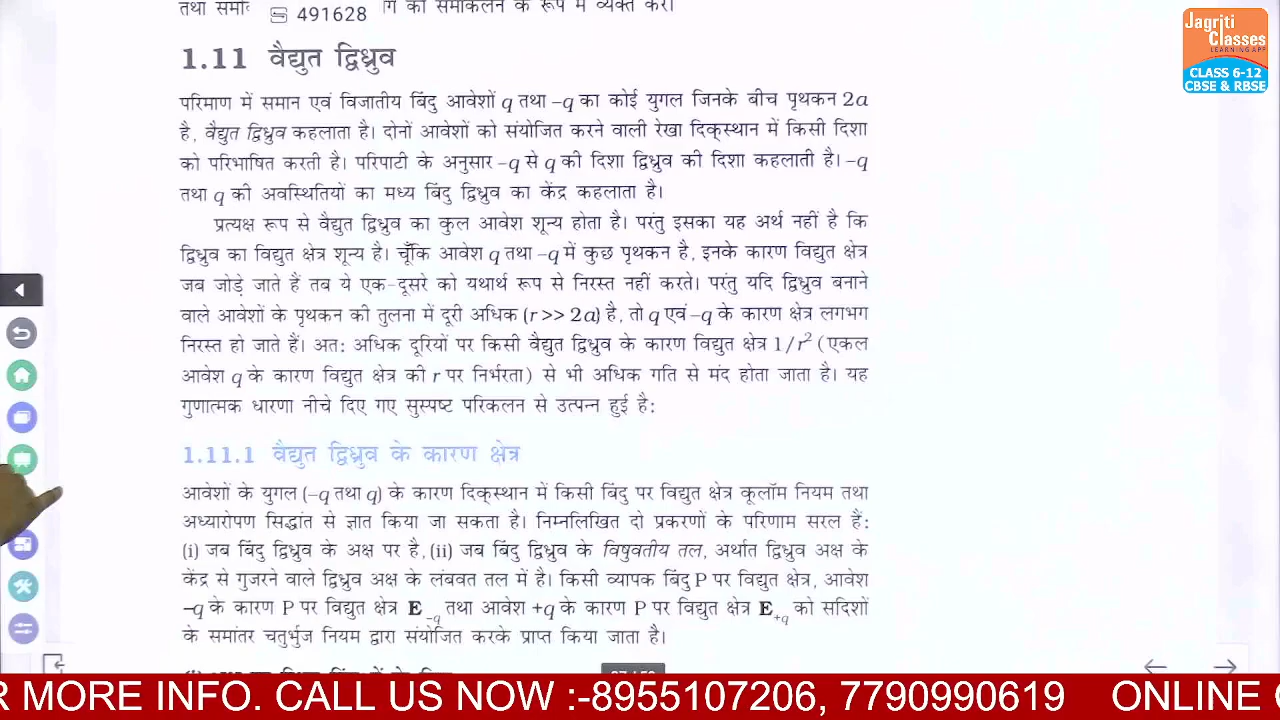 491628
1.11 वैद्युत द्विध्रुव
परिमाण में समान एवं विजातीय बिंदु आवेशों q तथा –q का कोई युगल जिनके बीच पृथकन 2a
है, वैद्युत द्विध्रुव कहलाता है। दोनों आवेशों को संयोजित करने वाली रेखा दिक्स्थान में किसी दिशा
को परिभाषित करती है। परिपाटी के अनुसार –q से q की दिशा द्विध्रुव की दिशा कहलाती है। –q
तथा q की अवस्थितियों का मध्य बिंदु द्विध्रुव का केंद्र कहलाता है।
प्रत्यक्ष रूप से वैद्युत द्विध्रुव का कुल आवेश शून्य होता है। परंतु इसका यह अर्थ नहीं है कि
द्विध्रुव का विद्युत क्षेत्र शून्य है। चूँकि आवेश q तथा –q में कुछ पृथकन है, इनके कारण विद्युत क्षेत्र
जब जोड़े जाते हैं तब ये एक-दूसरे को यथार्थ रूप से निरस्त नहीं करते। परंतु यदि द्विध्रुव बनाने
वाले आवेशों के पृथकन की तुलना में दूरी अधिक (r >> 2a) है, तो q एवं –q के कारण क्षेत्र लगभग
निरस्त हो जाते हैं। अत: अधिक दूरियों पर किसी वैद्युत द्विध्रुव के कारण विद्युत क्षेत्र 1/r² (एकल
आवेश q के कारण विद्युत क्षेत्र की r पर निर्भरता) से भी अधिक गति से मंद होता जाता है। यह
गुणात्मक धारणा नीचे दिए गए सुस्पष्ट परिकलन से उत्पन्न हुई है:
1.11.1 वैद्युत द्विध्रुव के कारण क्षेत्र
आवेशों के युगल (–q तथा q) के कारण दिक्स्थान में किसी बिंदु पर विद्युत क्षेत्र कूलॉम नियम तथा
अध्यारोपण सिद्धांत से ज्ञात किया जा सकता है। निम्नलिखित दो प्रकरणों के परिणाम सरल हैं:
(i) जब बिंदु द्विध्रुव के अक्ष पर है, (ii) जब बिंदु द्विध्रुव के विषुवतीय तल, अर्थात द्विध्रुव अक्ष के
केंद्र से गुजरने वाले द्विध्रुव अक्ष के लंबवत तल में है। किसी व्यापक बिंदु P पर विद्युत क्षेत्र, आवेश
–q के कारण P पर विद्युत क्षेत्र E₋q तथा आवेश +q के कारण P पर विद्युत क्षेत्र E₊q को सदिशों
के समांतर चतुर्भुज नियम द्वारा संयोजित करके प्राप्त किया जाता है।
Jagriti
Classes
LEARNING APP
CLASS 6-12
CBSE & RBSE
R MORE INFO. CALL US NOW :-8955107206, 7790990619 ONLINE